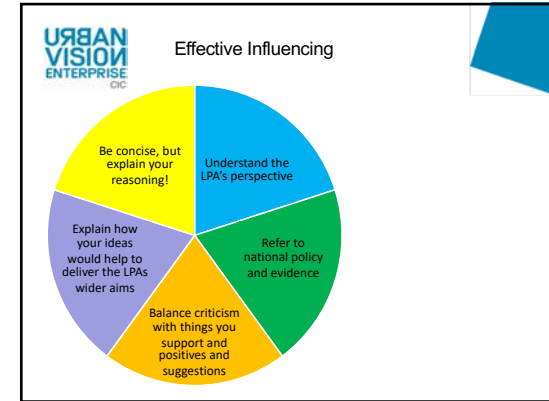 URBAN
VISION
ENTERPRISE
CIC
Effective Influencing
Be concise, but
explain your
reasoning!
Understand the
LPA's perspective
Refer to
national policy
and evidence
Balance criticism
with things you
support and
positives and
suggestions
Explain how
your ideas
would help to
deliver the LPAs
wider aims